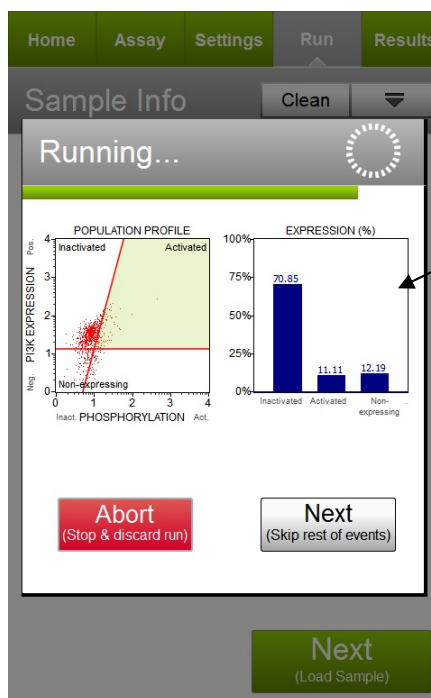 Home Assay Settings Run Results
Sample Info Clean
Running...
POPULATION PROFILE
4
3
2
1
0
Pos.
PI3K EXPRESSION
Neg.
Inactivated Activated
Non-expressing
0 1 2 3 4
Inact. PHOSPHORYLATION Act.
EXPRESSION (%)
100%
75%
50%
25%
0%
70.85
11.11
12.19
Inactivated Activated Non-
expressing
Abort
(Stop & discard run)
Next
(Skip rest of events)
Next
(Load Sample)